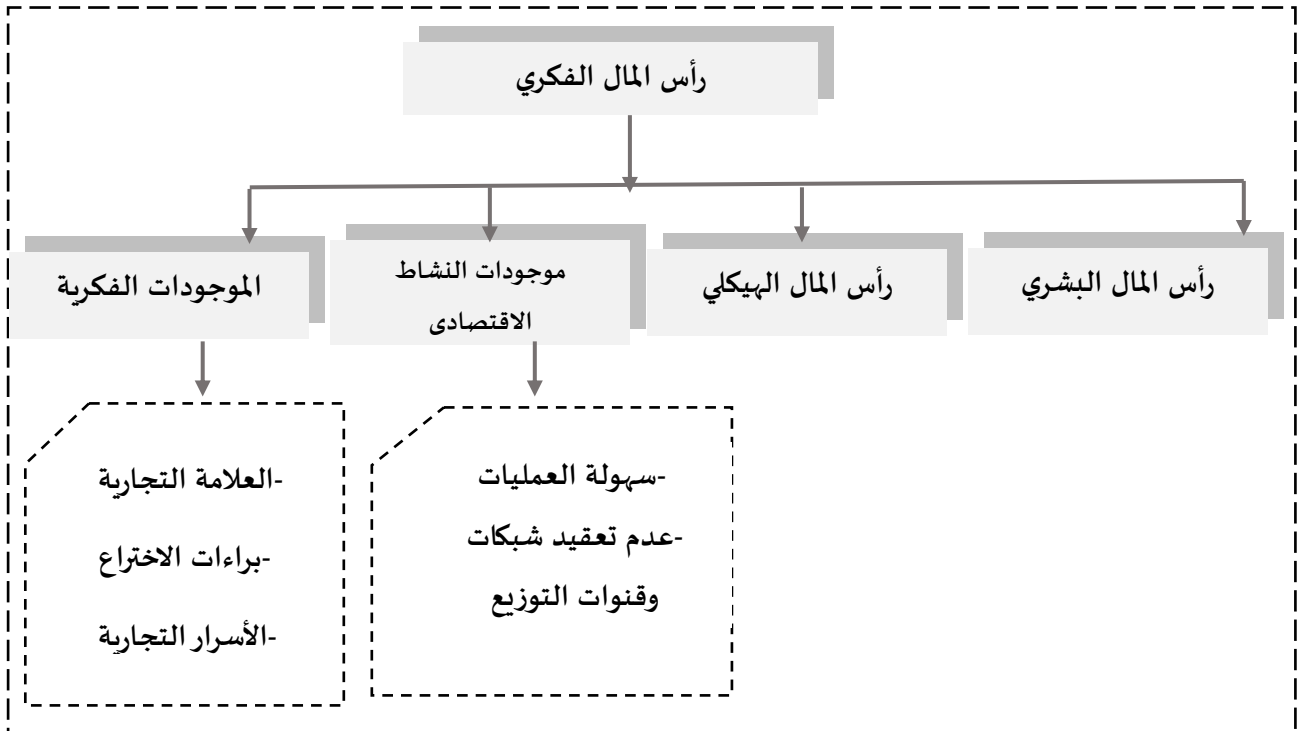 رأس المال الفكري
رأس المال البشري
رأس المال الهيكلي
موجودات النشاط
الاقتصادى
الموجودات الفكرية
-سهولة العمليات
-عدم تعقيد شبكات
وقنوات التوزيع
-العلامة التجارية
-براءات الاختراع
-الأسرار التجارية